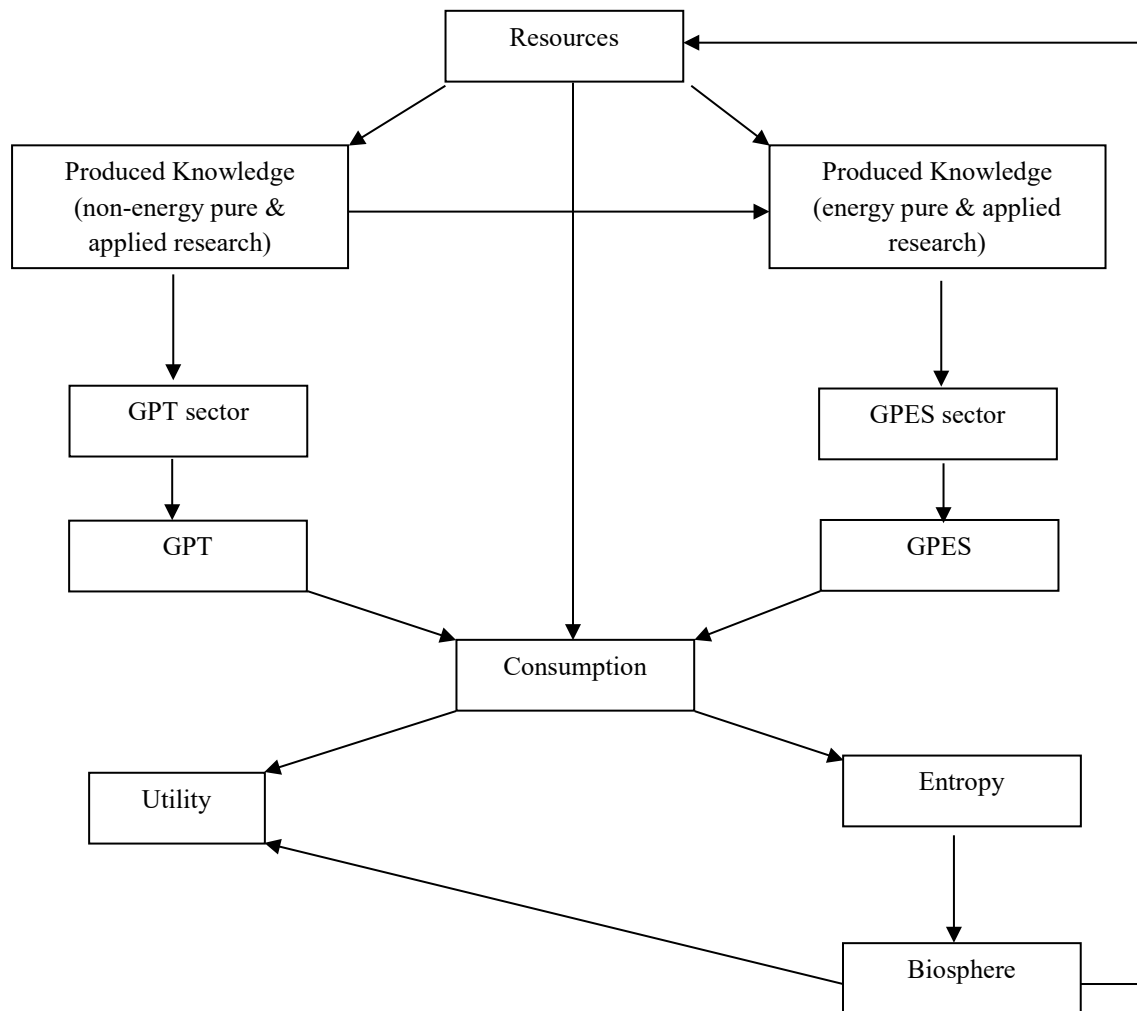 Resources
Produced Knowledge
(non-energy pure &
applied research)
Produced Knowledge
(energy pure & applied
research)
GPT sector
GPES sector
GPT
GPES
Consumption
Utility
Entropy
Biosphere